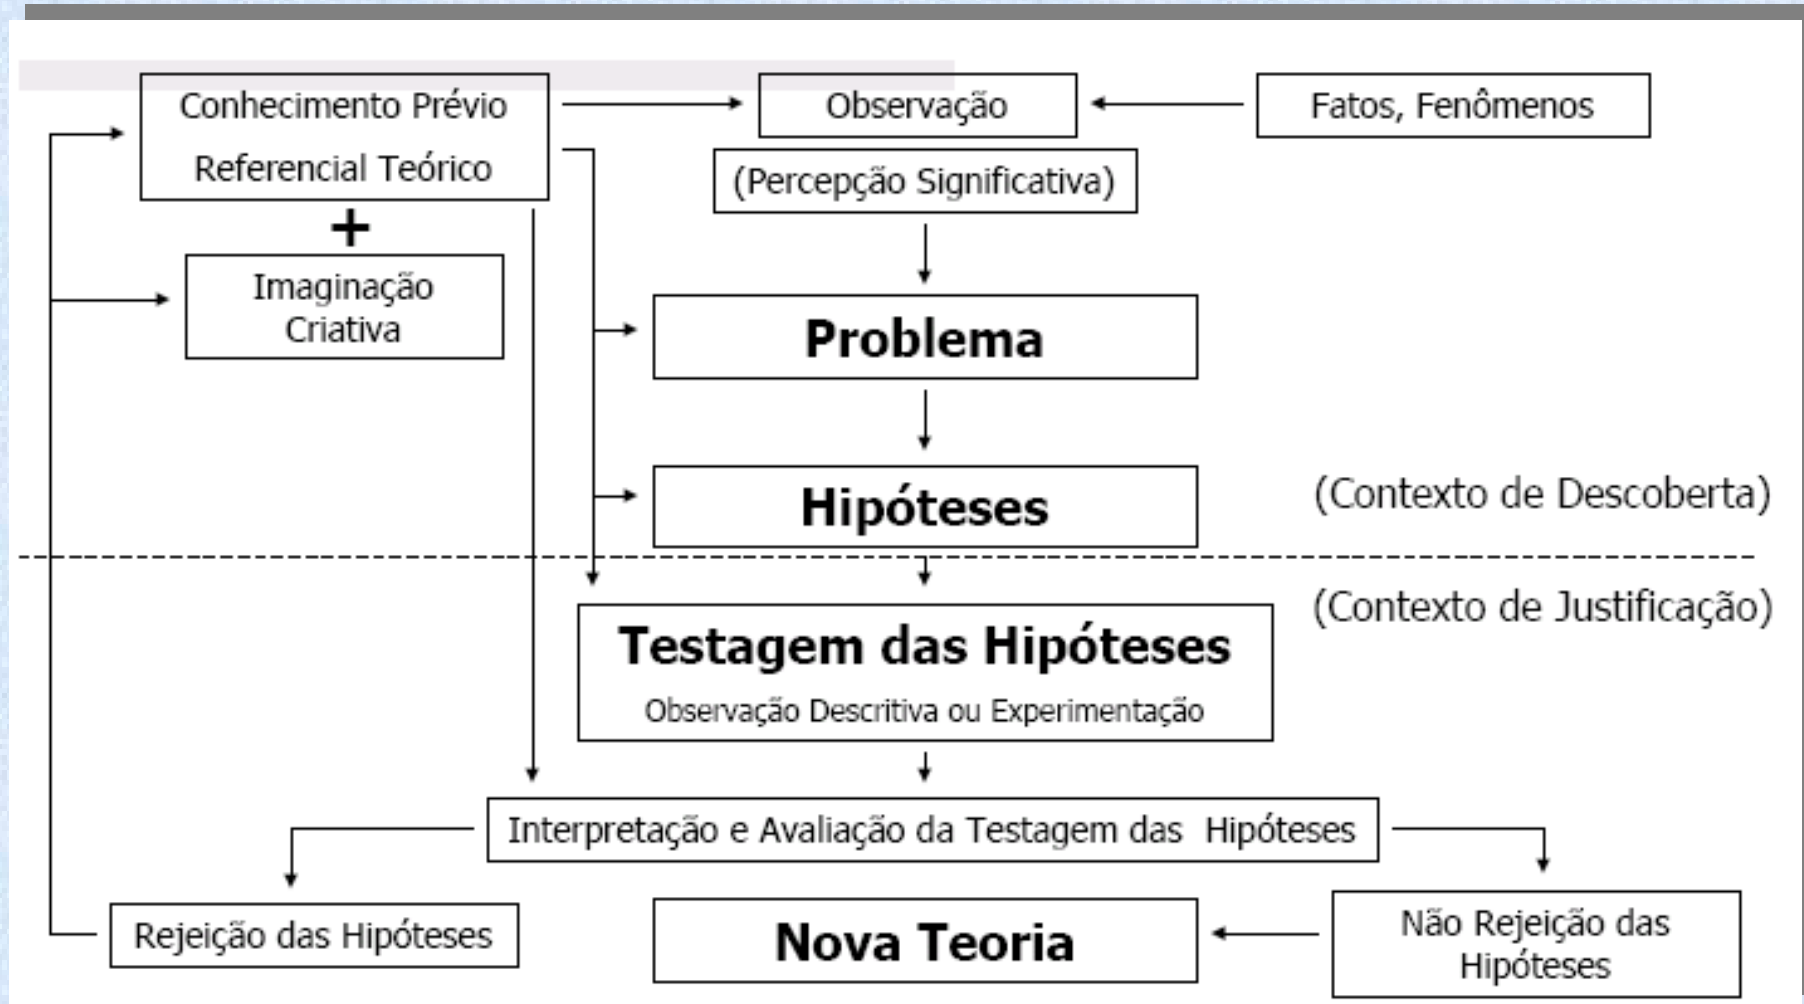 Conhecimento Prévio
Referencial Teórico
+
Imaginação
Criativa
Observação
(Percepção Significativa)
Fatos, Fenômenos
Problema
Hipóteses
(Contexto de Descoberta)
(Contexto de Justificação)
Testagem das Hipóteses
Observação Descritiva ou Experimentação
Interpretação e Avaliação da Testagem das Hipóteses
Rejeição das Hipóteses
Nova Teoria
Não Rejeição das
Hipóteses